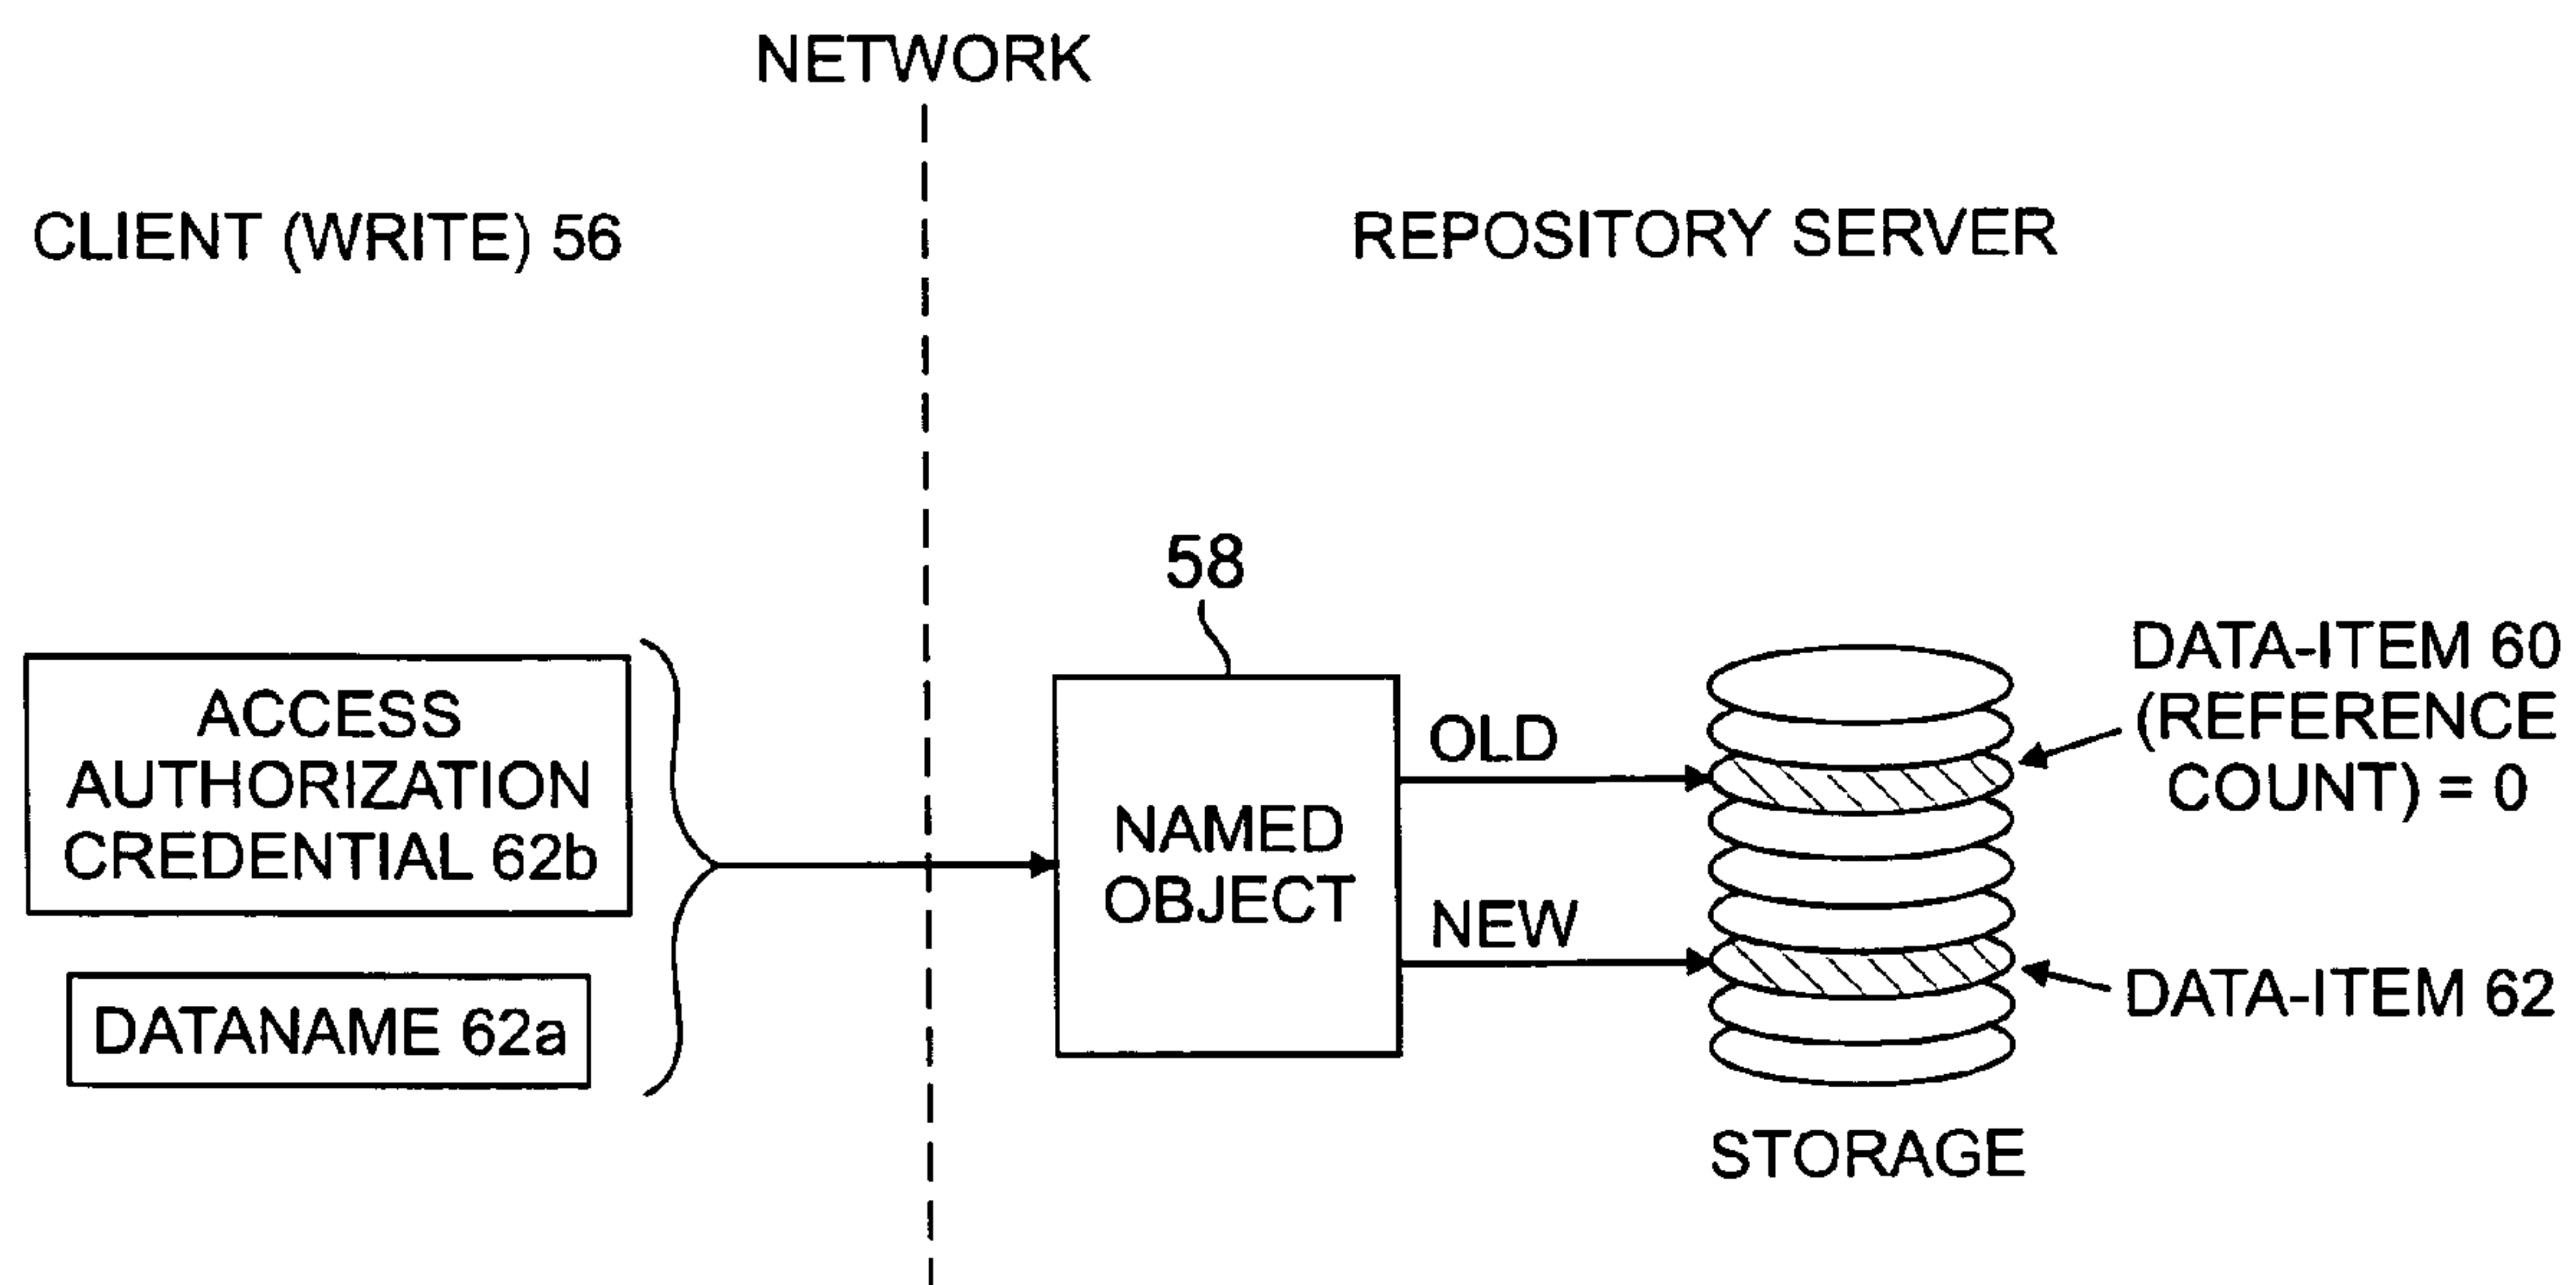 NETWORK
CLIENT (WRITE) 56
REPOSITORY SERVER
58
ACCESS
AUTHORIZATION
CREDENTIAL 62b
DATANAME 62a
NAMED
OBJECT
OLD
NEW
DATA-ITEM 60
(REFERENCE
COUNT) = 0
DATA-ITEM 62
STORAGE